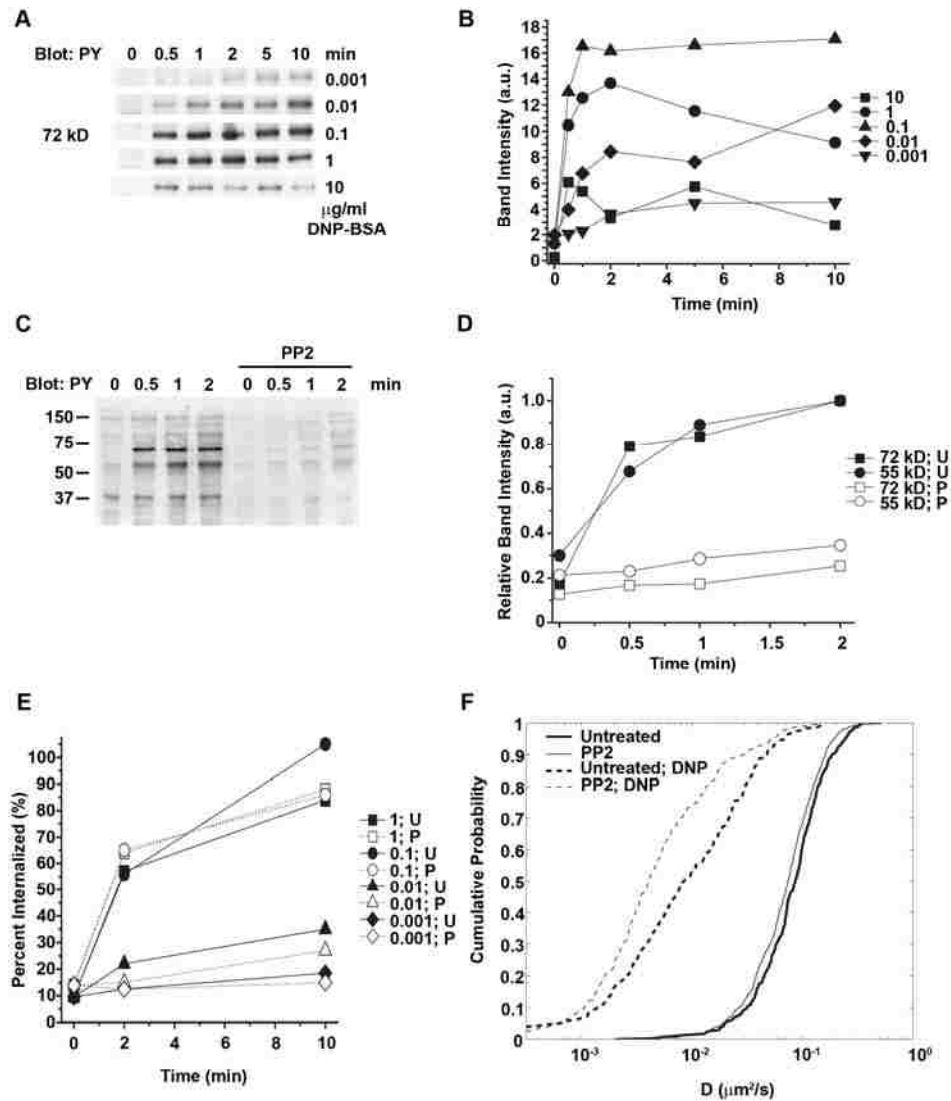 A
Blot: PY 0 0.5 1 2 5 10 min
0.001
0.01
72 kD 0.1
1
10
μg/ml
DNP-BSA
B
Band Intensity (a.u.)
18
16
14
12
10
8
6
4
2
0
0 2 4 6 8 10
Time (min)
10
1
0.1
0.01
0.001
C
PP2
Blot: PY 0 0.5 1 2 0 0.5 1 2 min
150
75
50
37
D
Relative Band Intensity (a.u.)
1.0
0.8
0.6
0.4
0.2
0
0 0.5 1 1.5 2
Time (min)
72 kD; U
55 kD; U
72 kD; P
55 kD; P
E
Percent Internalized (%)
100
90
80
70
60
50
40
30
20
10
0
0 2 4 6 8 10
Time (min)
1; U
1; P
0.1; U
0.1; P
0.01; U
0.01; P
0.001; U
0.001; P
F
Cumulative Probability
1
0.9
0.8
0.7
0.6
0.5
0.4
0.3
0.2
0.1
0
Untreated
PP2
Untreated; DNP
PP2; DNP
10⁻³ 10⁻² 10⁻¹ 10⁰
D (μm²/s)